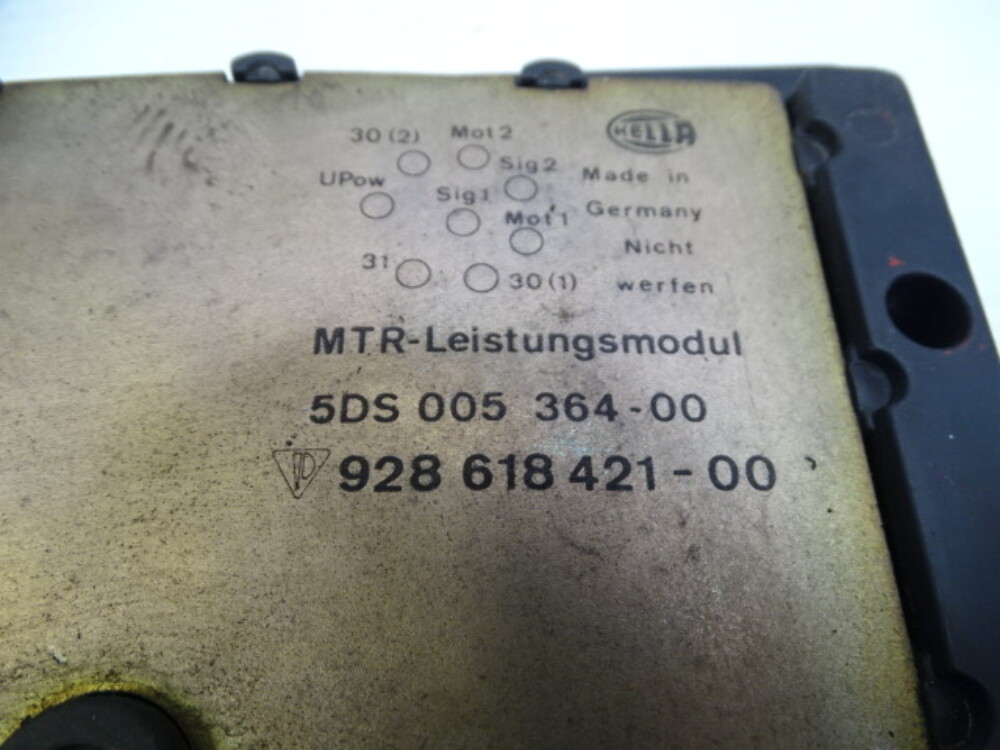 30(2) Mot2 HELLA
UPow Sig2 Made in
Sig1 Germany
Mot1 Nicht
31 30(1) werfen
MTR-Leistungsmodul
5DS 005 364-00
928 618 421-00